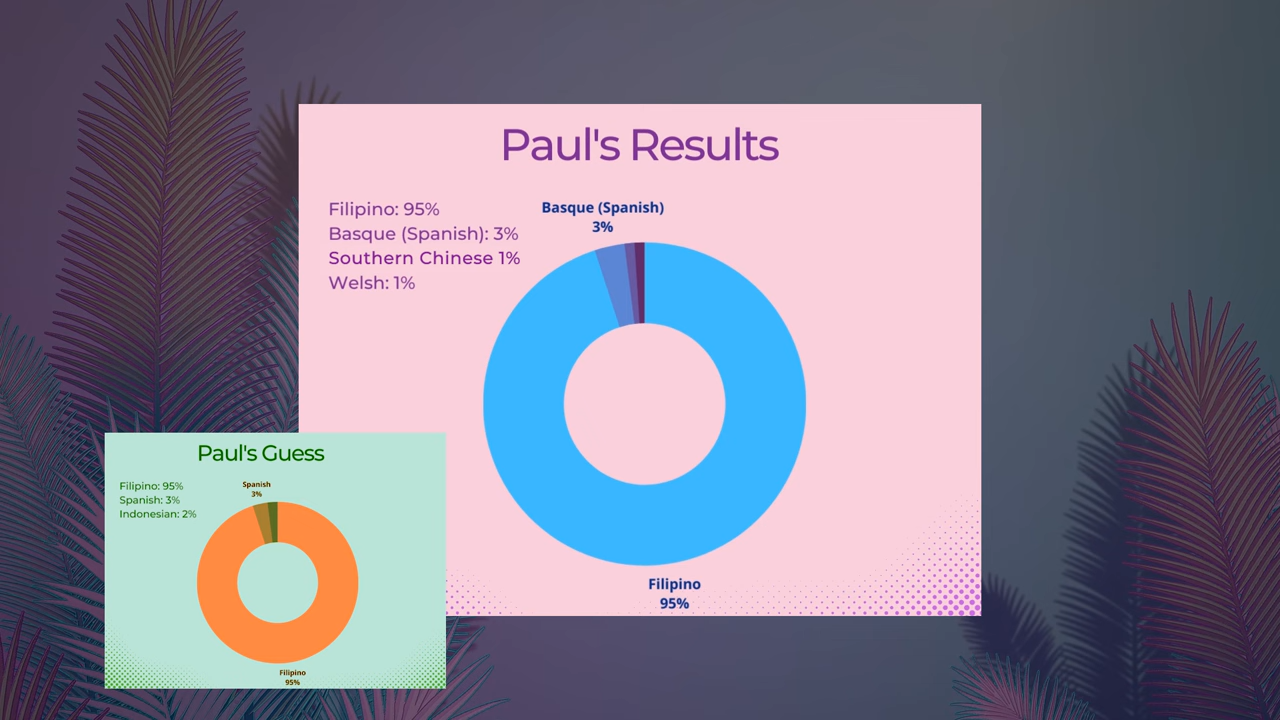 Paul's Results
Filipino: 95%
Basque (Spanish): 3%
Southern Chinese 1%
Welsh: 1%
Basque (Spanish)
3%
Filipino
95%
Paul's Guess
Filipino: 95%
Spanish: 3%
Indonesian: 2%
Spanish
3%
Filipino
95%